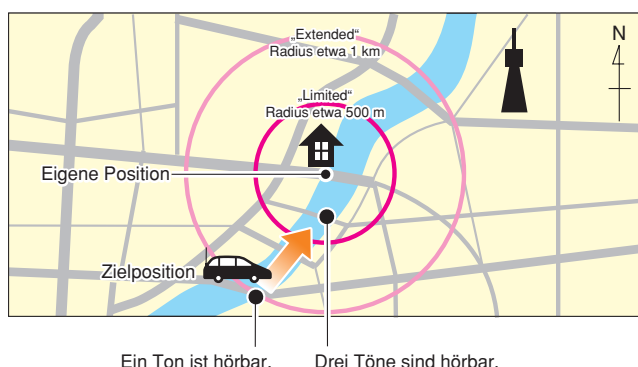 „Extended“
Radius etwa 1 km
N
„Limited“
Radius etwa 500 m
Eigene Position
Zielposition
Ein Ton ist hörbar.
Drei Töne sind hörbar.